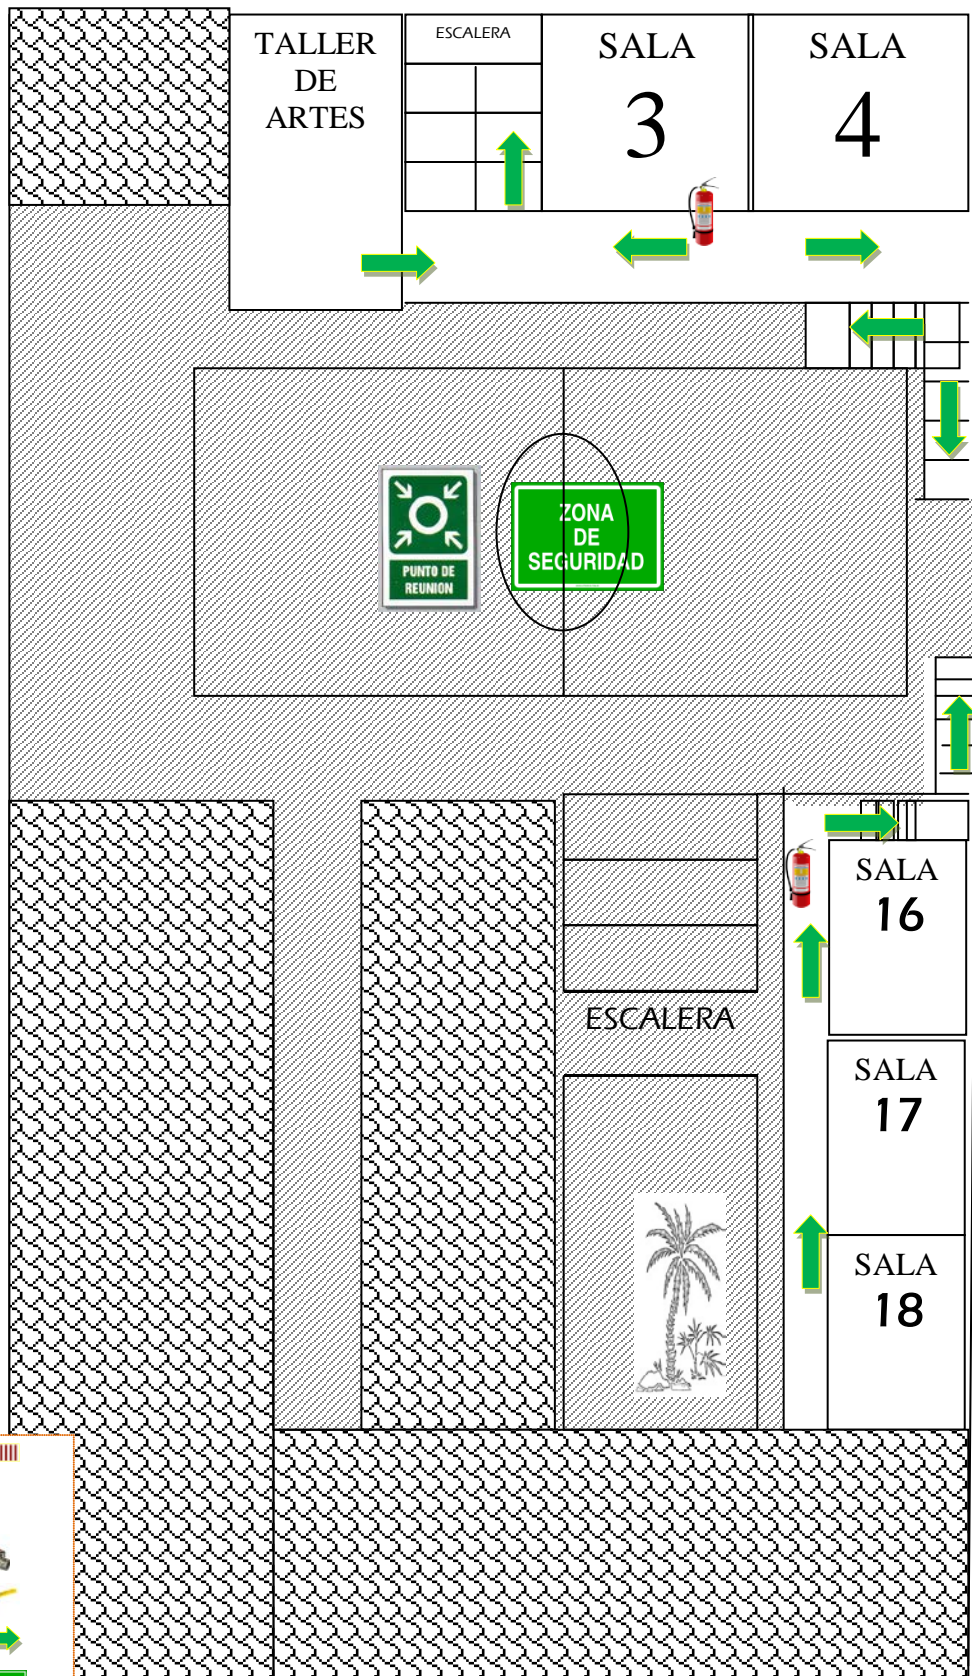 TALLER
DE
ARTES
ESCALERA
SALA
3
SALA
4
PUNTO DE
REUNION
ZONA
DE
SEGURIDAD
SALA
16
ESCALERA
SALA
17
SALA
18